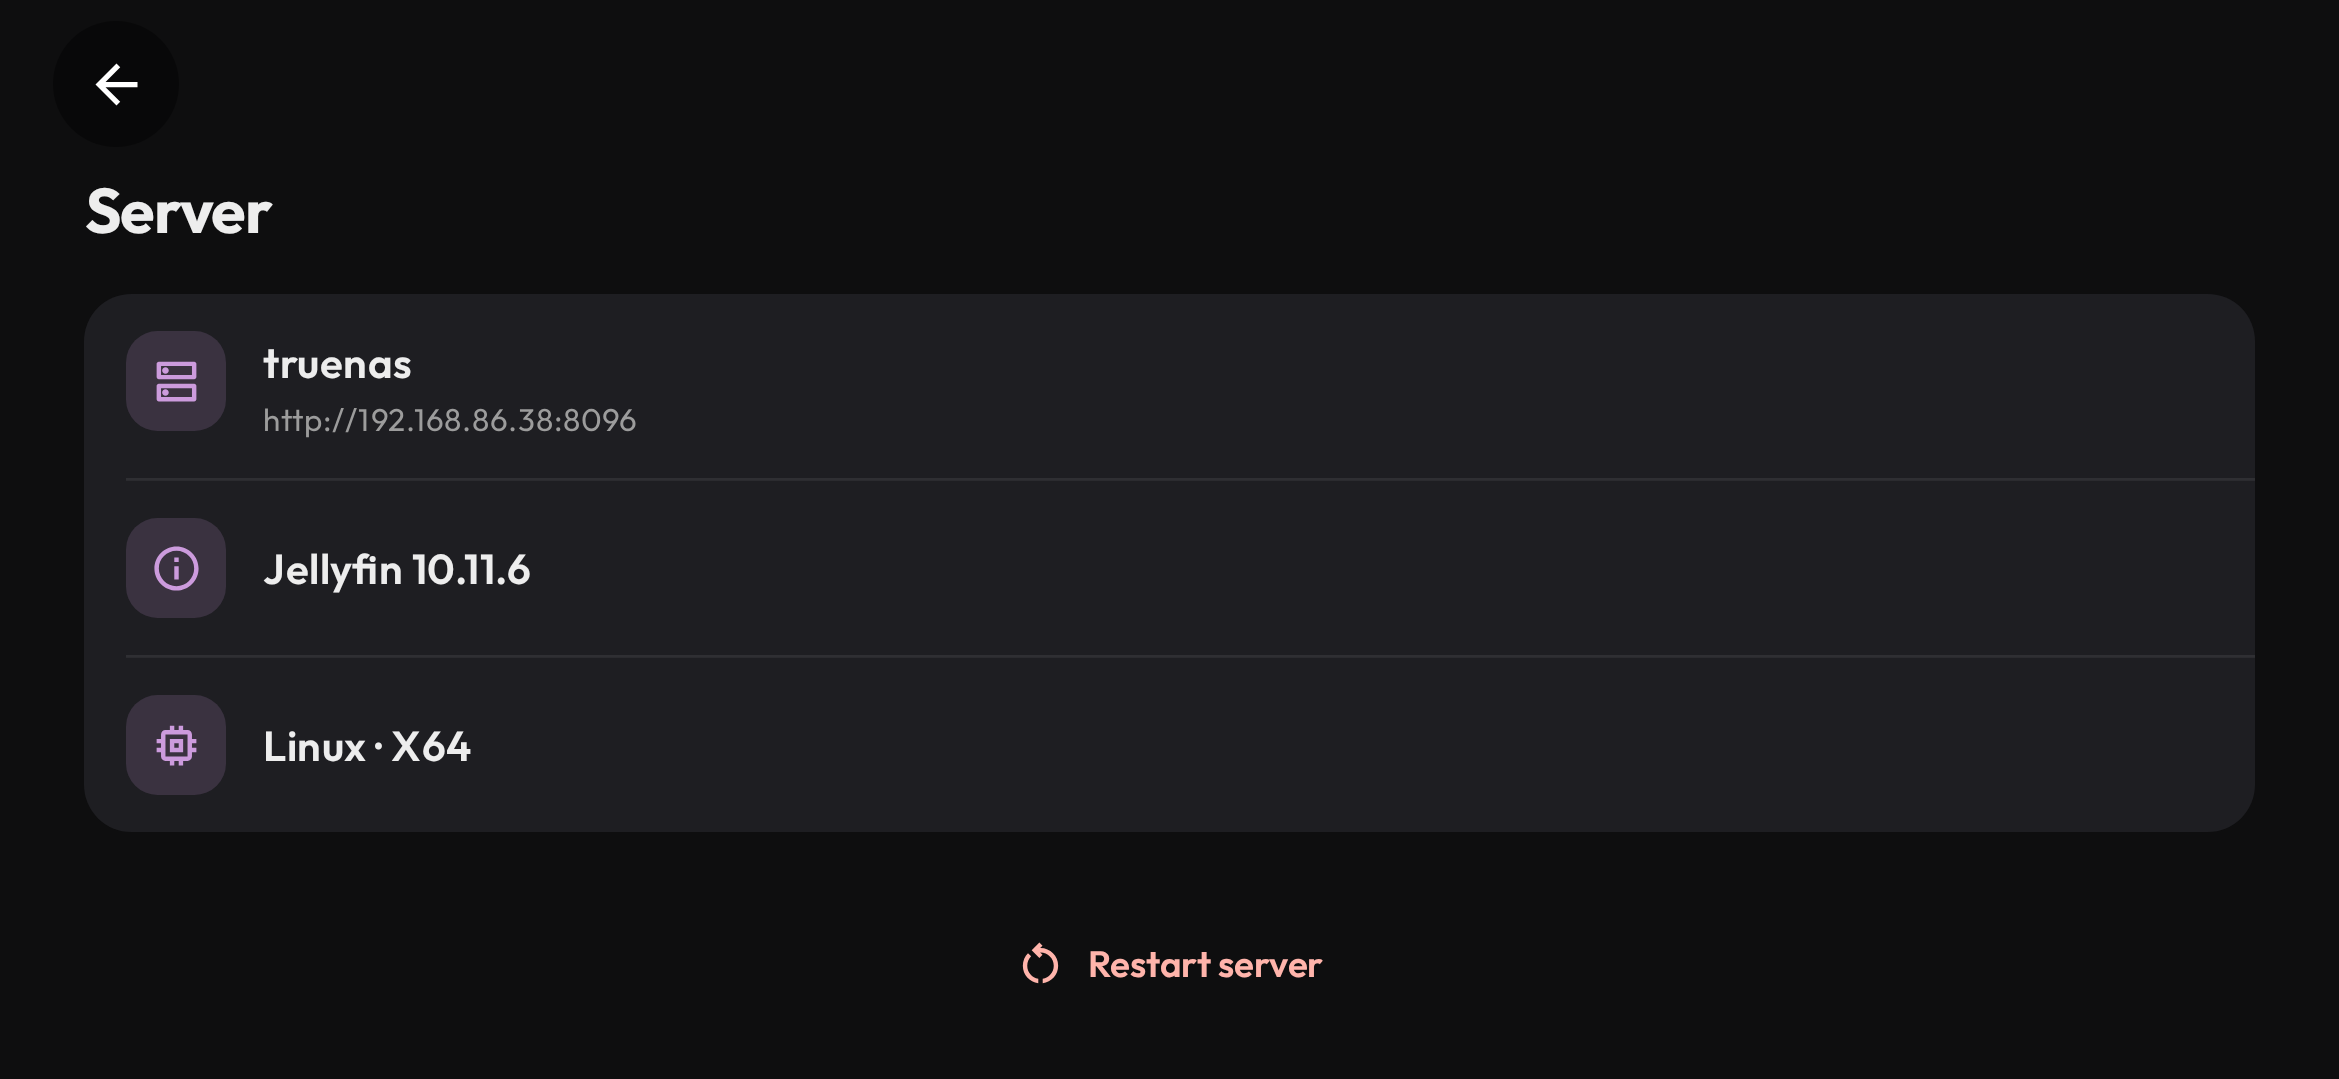 Server
truenas
http://192.168.86.38:8096
Jellyfin 10.11.6
Linux · X64
Restart server